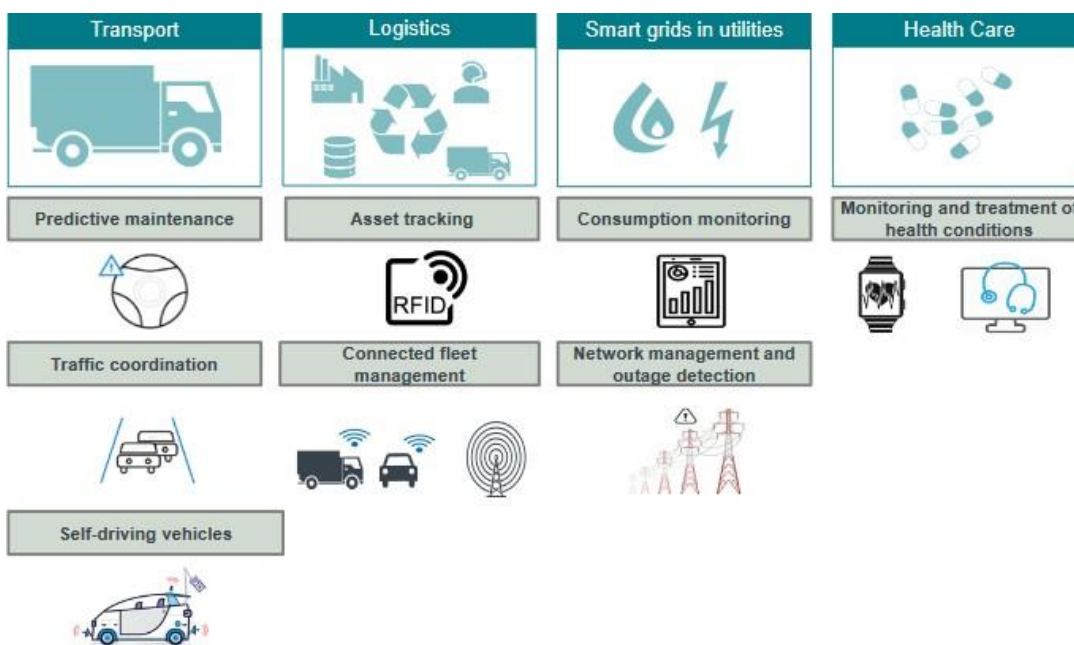 Transport
Logistics
Smart grids in utilities
Health Care
Predictive maintenance
Asset tracking
Consumption monitoring
Monitoring and treatment of
health conditions
RFID
Traffic coordination
Connected fleet
management
Network management and
outage detection
Self-driving vehicles